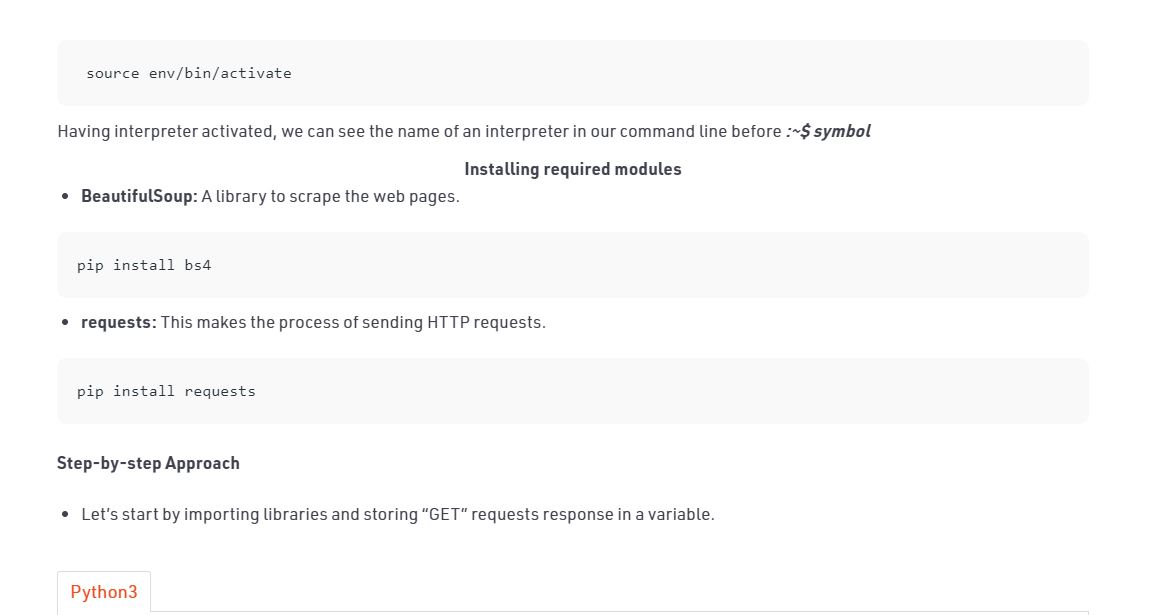 source env/bin/activate
Having interpreter activated, we can see the name of an interpreter in our command line before :~$ symbol
Installing required modules
• BeautifulSoup: A library to scrape the web pages.
pip install bs4
• requests: This makes the process of sending HTTP requests.
pip install requests
Step-by-step Approach
• Let’s start by importing libraries and storing “GET” requests response in a variable.
Python3